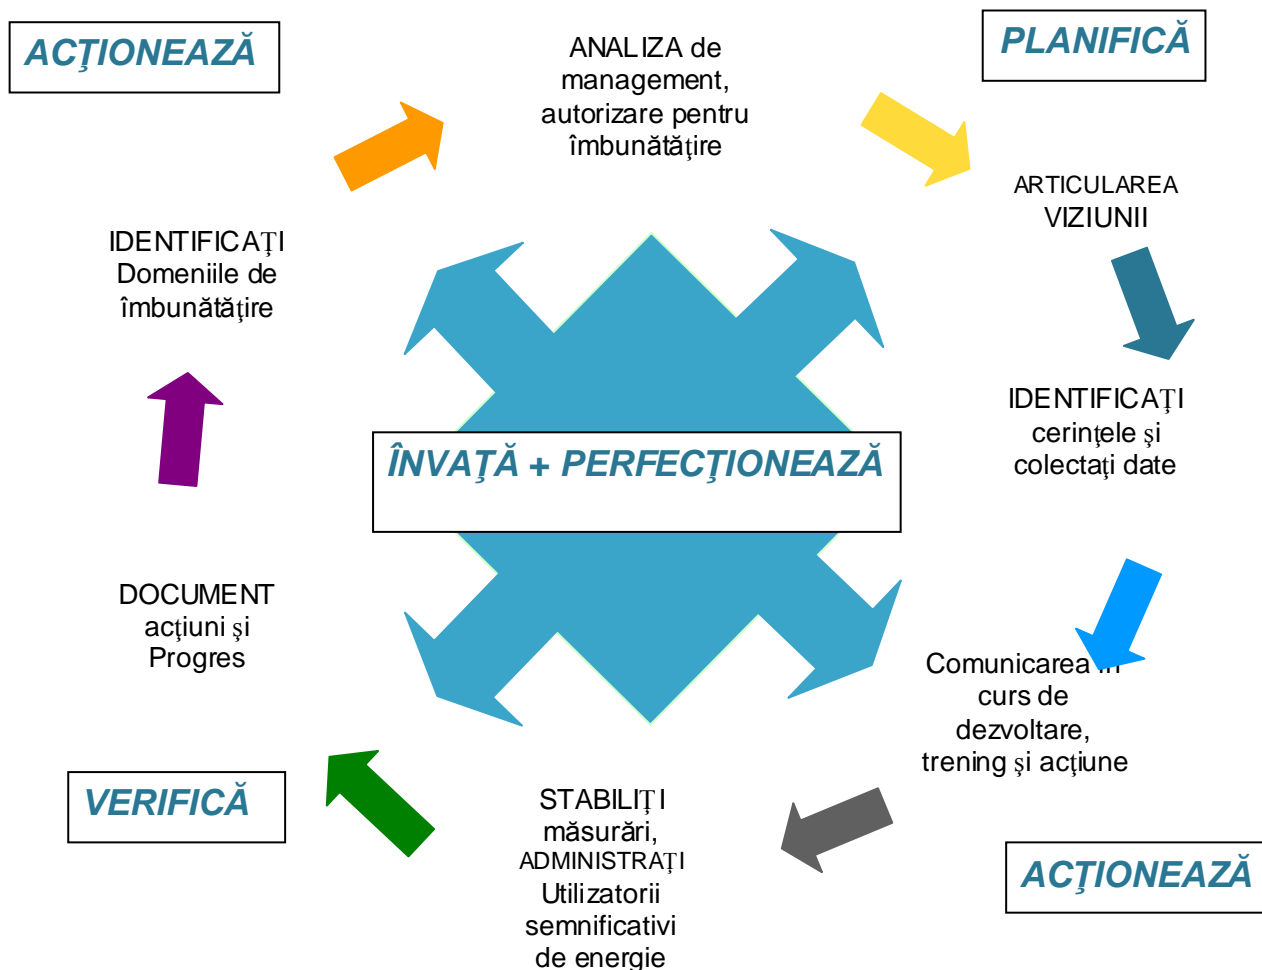 ACŢIONEAZĂ
ANALIZA de
management,
autorizare pentru
îmbunătăţire
PLANIFICĂ
ARTICULAREA
VIZIUNII
IDENTIFICAŢI
cerinţele şi
colectaţi date
Comunicarea în
curs de
dezvoltare,
trening şi acţiune
ACŢIONEAZĂ
STABILIŢI
măsurări,
ADMINISTRAŢI
Utilizatorii
semnificativi
de energie
VERIFICĂ
DOCUMENT
acţiuni şi
Progres
IDENTIFICAŢI
Domeniile de
îmbunătăţire
ÎNVAŢĂ + PERFECŢIONEAZĂ